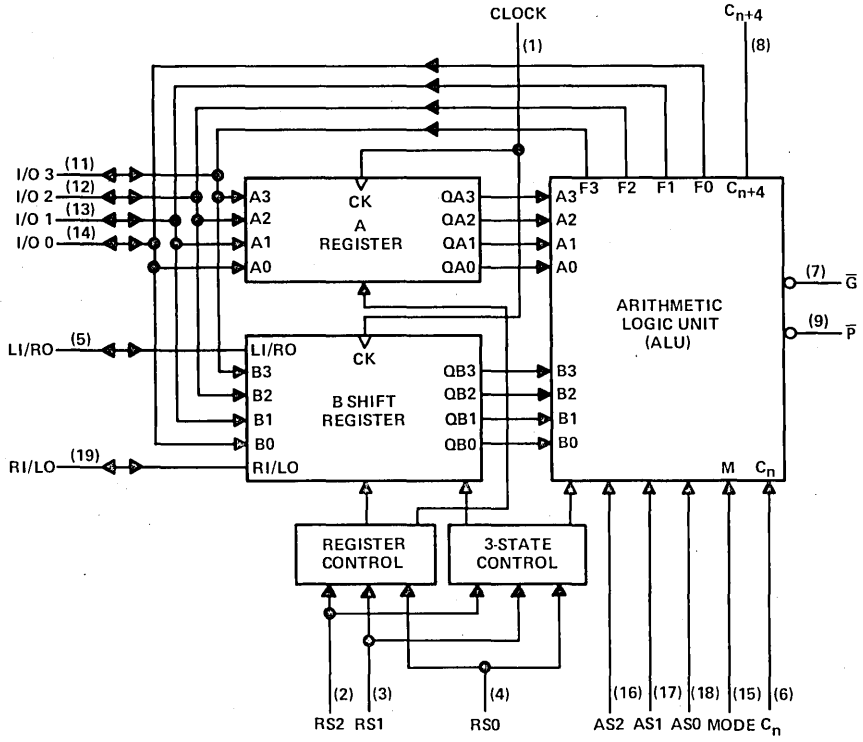 CLOCK
(1)
Cn+4
(8)
I/O 3 (11)
I/O 2 (12)
I/O 1 (13)
I/O 0 (14)
CK
A
REGISTER
A3
A2
A1
A0
QA3
QA2
QA1
QA0
A3
A2
A1
A0
F3 F2 F1 F0 Cn+4
ARITHMETIC
LOGIC UNIT
(ALU)
(7) G̅
(9) P̅
LI/RO (5)
RI/LO (19)
CK
LI/RO
B3
B2
B1
B0
RI/LO
B SHIFT
REGISTER
QB3
QB2
QB1
QB0
B3
B2
B1
B0
M Cn
REGISTER
CONTROL
3-STATE
CONTROL
(2) (3) (4) (16) (17) (18) (15) (6)
RS2 RS1 RS0 AS2 AS1 AS0 MODE Cn